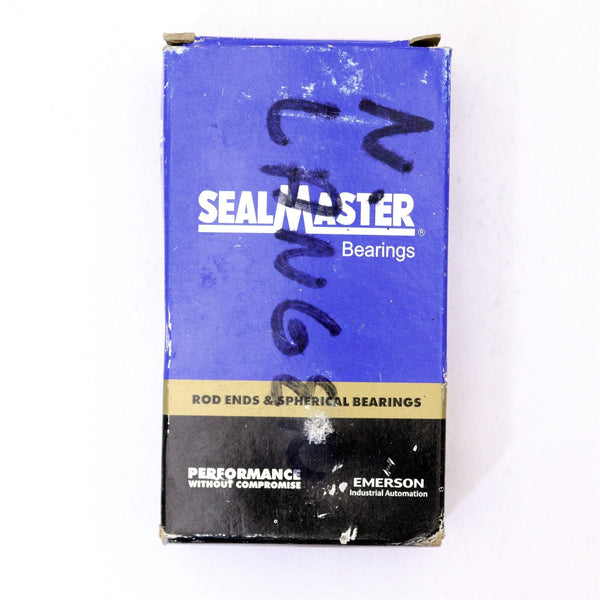 N.
SEALMASTER®
Bearings
ROD ENDS & SPHERICAL BEARINGS
PERFORMANCE
WITHOUT COMPROMISE
EMERSON
Industrial Automation